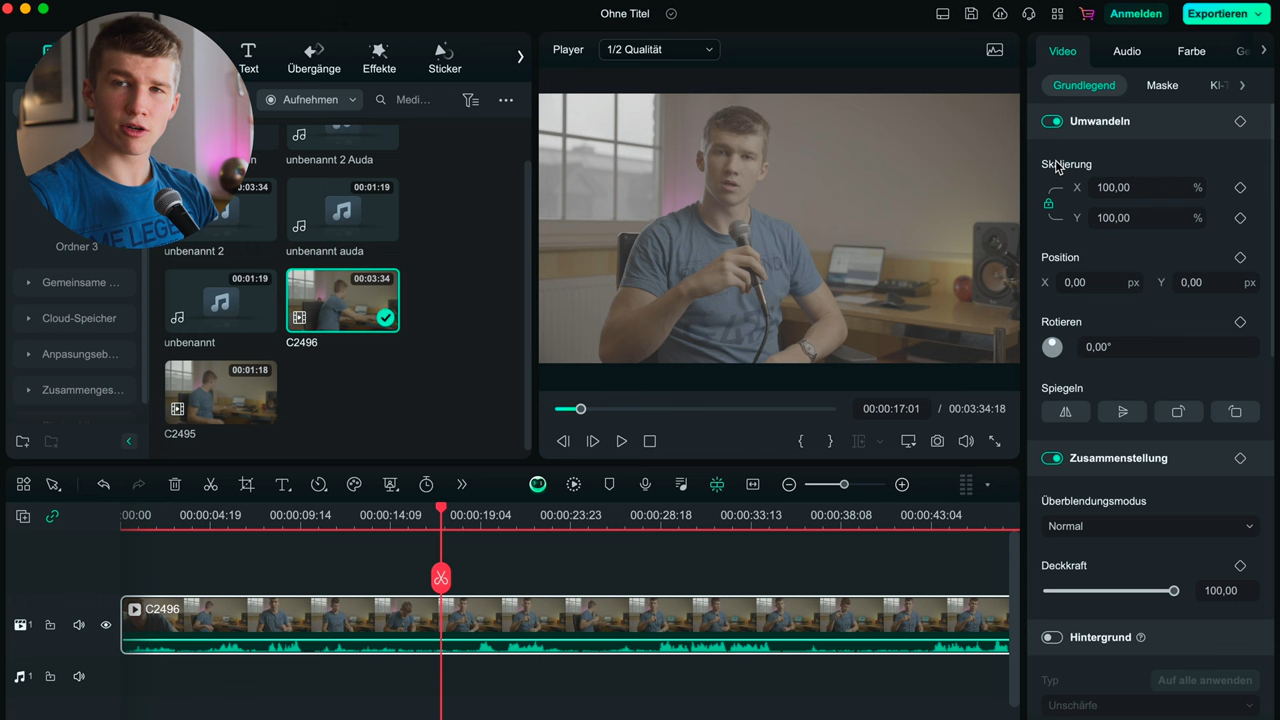 Ohne Titel
Anmelden
Exportieren
Text
Übergänge
Effekte
Sticker
Aufnehmen
Medi...
unbenannt 2 Auda
00:03:34
unbenannt 2
00:01:19
unbenannt auda
00:01:19
unbenannt
00:03:34
C2496
00:01:18
C2495
Ordner 3
Gemeinsame ...
Cloud-Speicher
Anpasungseb...
Zusammenges...
Player
1/2 Qualität
00:00:17:01 / 00:03:34:18
Video
Audio
Farbe
Grundlegend
Maske
Umwandeln
X 100,00 %
Y 100,00 %
Position
X 0,00 px Y 0,00 px
Rotieren
0,00°
Spiegeln
Zusammenstellung
Überblendungsmodus
Normal
Deckkraft
100,00
Hintergrund
Typ
Auf alle anwenden
Unschärfe
:00:00 00:00:04:19 00:00:09:14 00:00:14:09 00:00:19:04 00:00:23:23 00:00:28:18 00:00:33:13 00:00:38:08 00:00:43:04
C2496
1
1